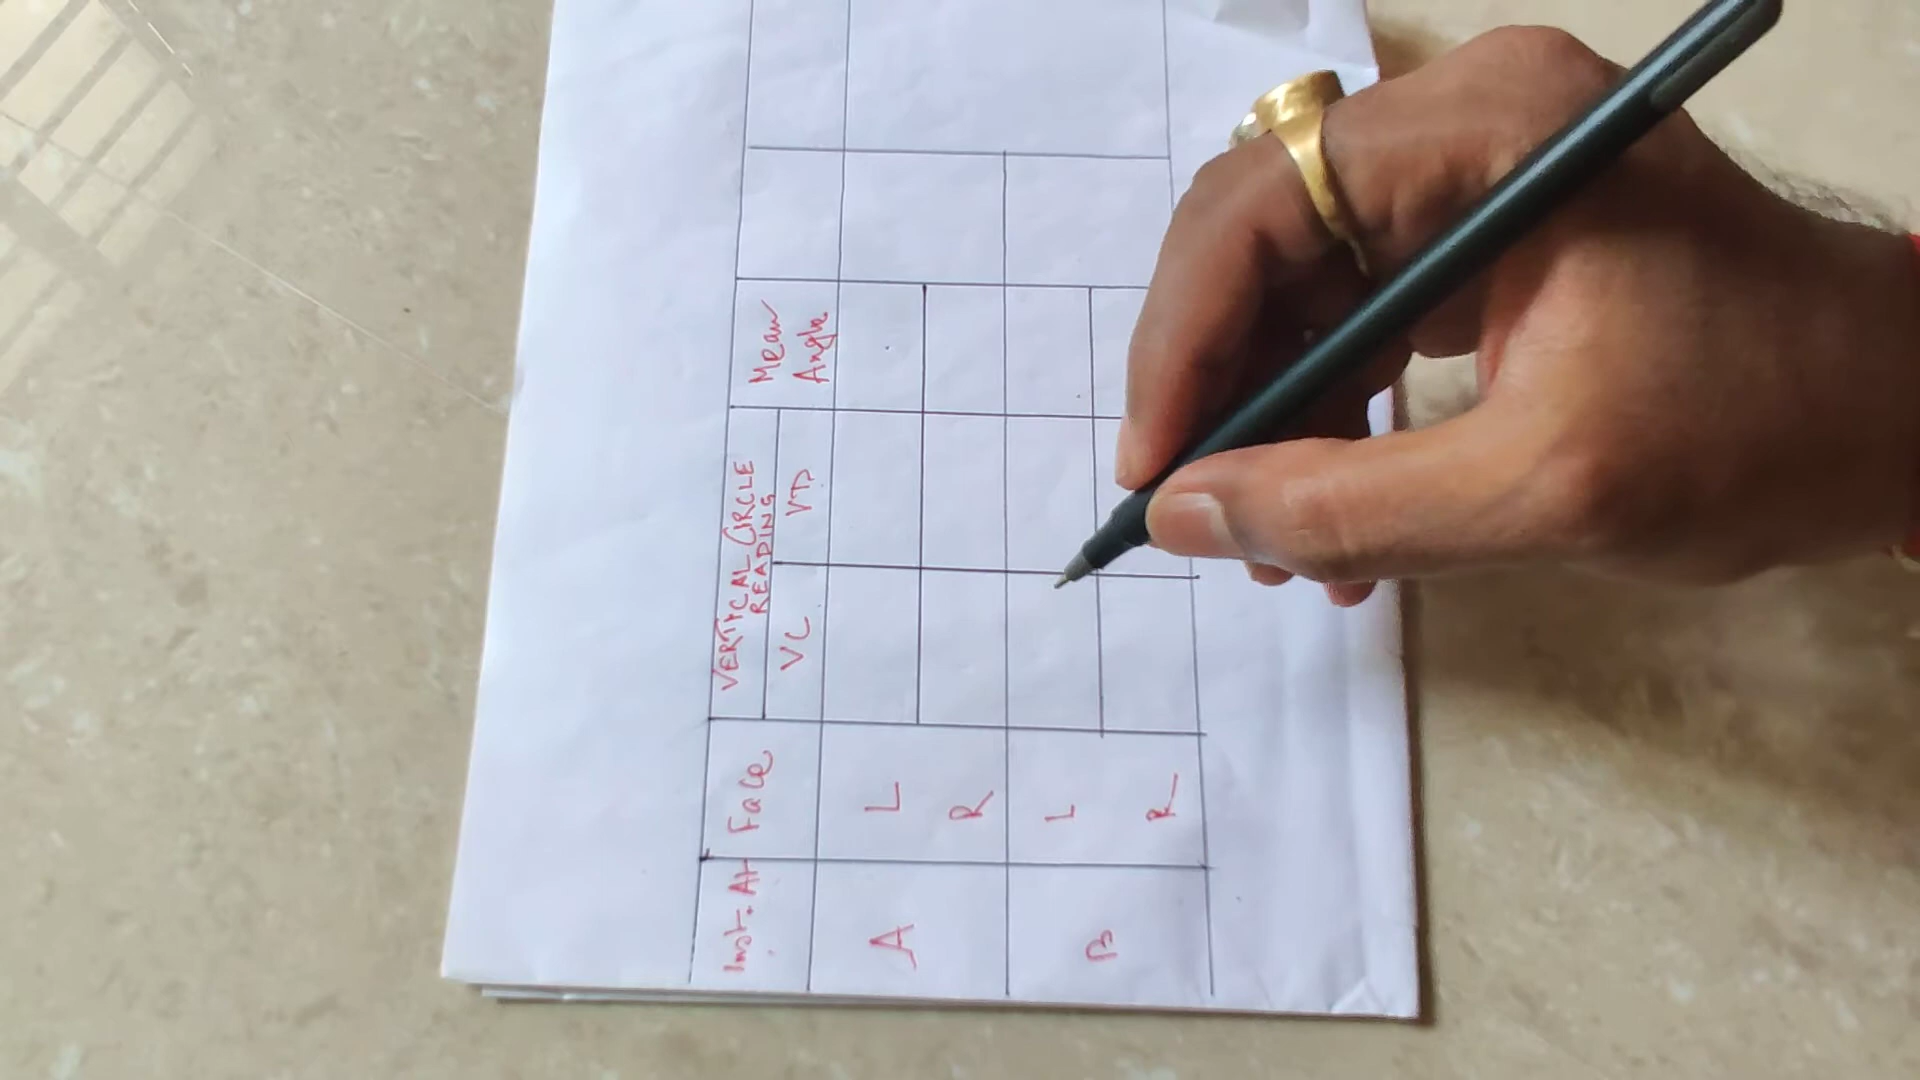 Inst. At
Face
VERTICAL CIRCLE
READING
Mean
Angle
VC
VD
A
L
R
B
L
R